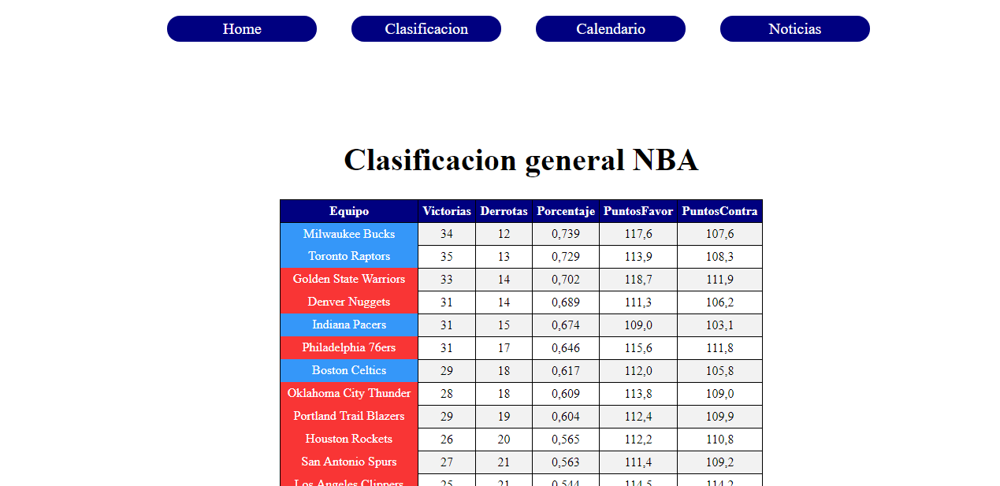 Home Clasificacion Calendario Noticias
Clasificacion general NBA
Equipo Victorias Derrotas Porcentaje PuntosFavor PuntosContra
Milwaukee Bucks 34 12 0,739 117,6 107,6
Toronto Raptors 35 13 0,729 113,9 108,3
Golden State Warriors 33 14 0,702 118,7 111,9
Denver Nuggets 31 14 0,689 111,3 106,2
Indiana Pacers 31 15 0,674 109,0 103,1
Philadelphia 76ers 31 17 0,646 115,6 111,8
Boston Celtics 29 18 0,617 112,0 105,8
Oklahoma City Thunder 28 18 0,609 113,8 109,0
Portland Trail Blazers 29 19 0,604 112,4 109,9
Houston Rockets 26 20 0,565 112,2 110,8
San Antonio Spurs 27 21 0,563 111,4 109,2
Los Angeles Clippers 25 21 0,544 114,5 114,2